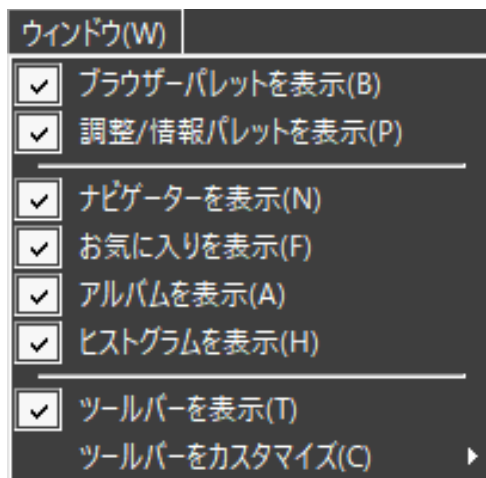 ウィンドウ(W)
ブラウザーパレットを表示(B)
調整/情報パレットを表示(P)
ナビゲーターを表示(N)
お気に入りを表示(F)
アルバムを表示(A)
ヒストグラムを表示(H)
ツールバーを表示(T)
ツールバーをカスタマイズ(C)